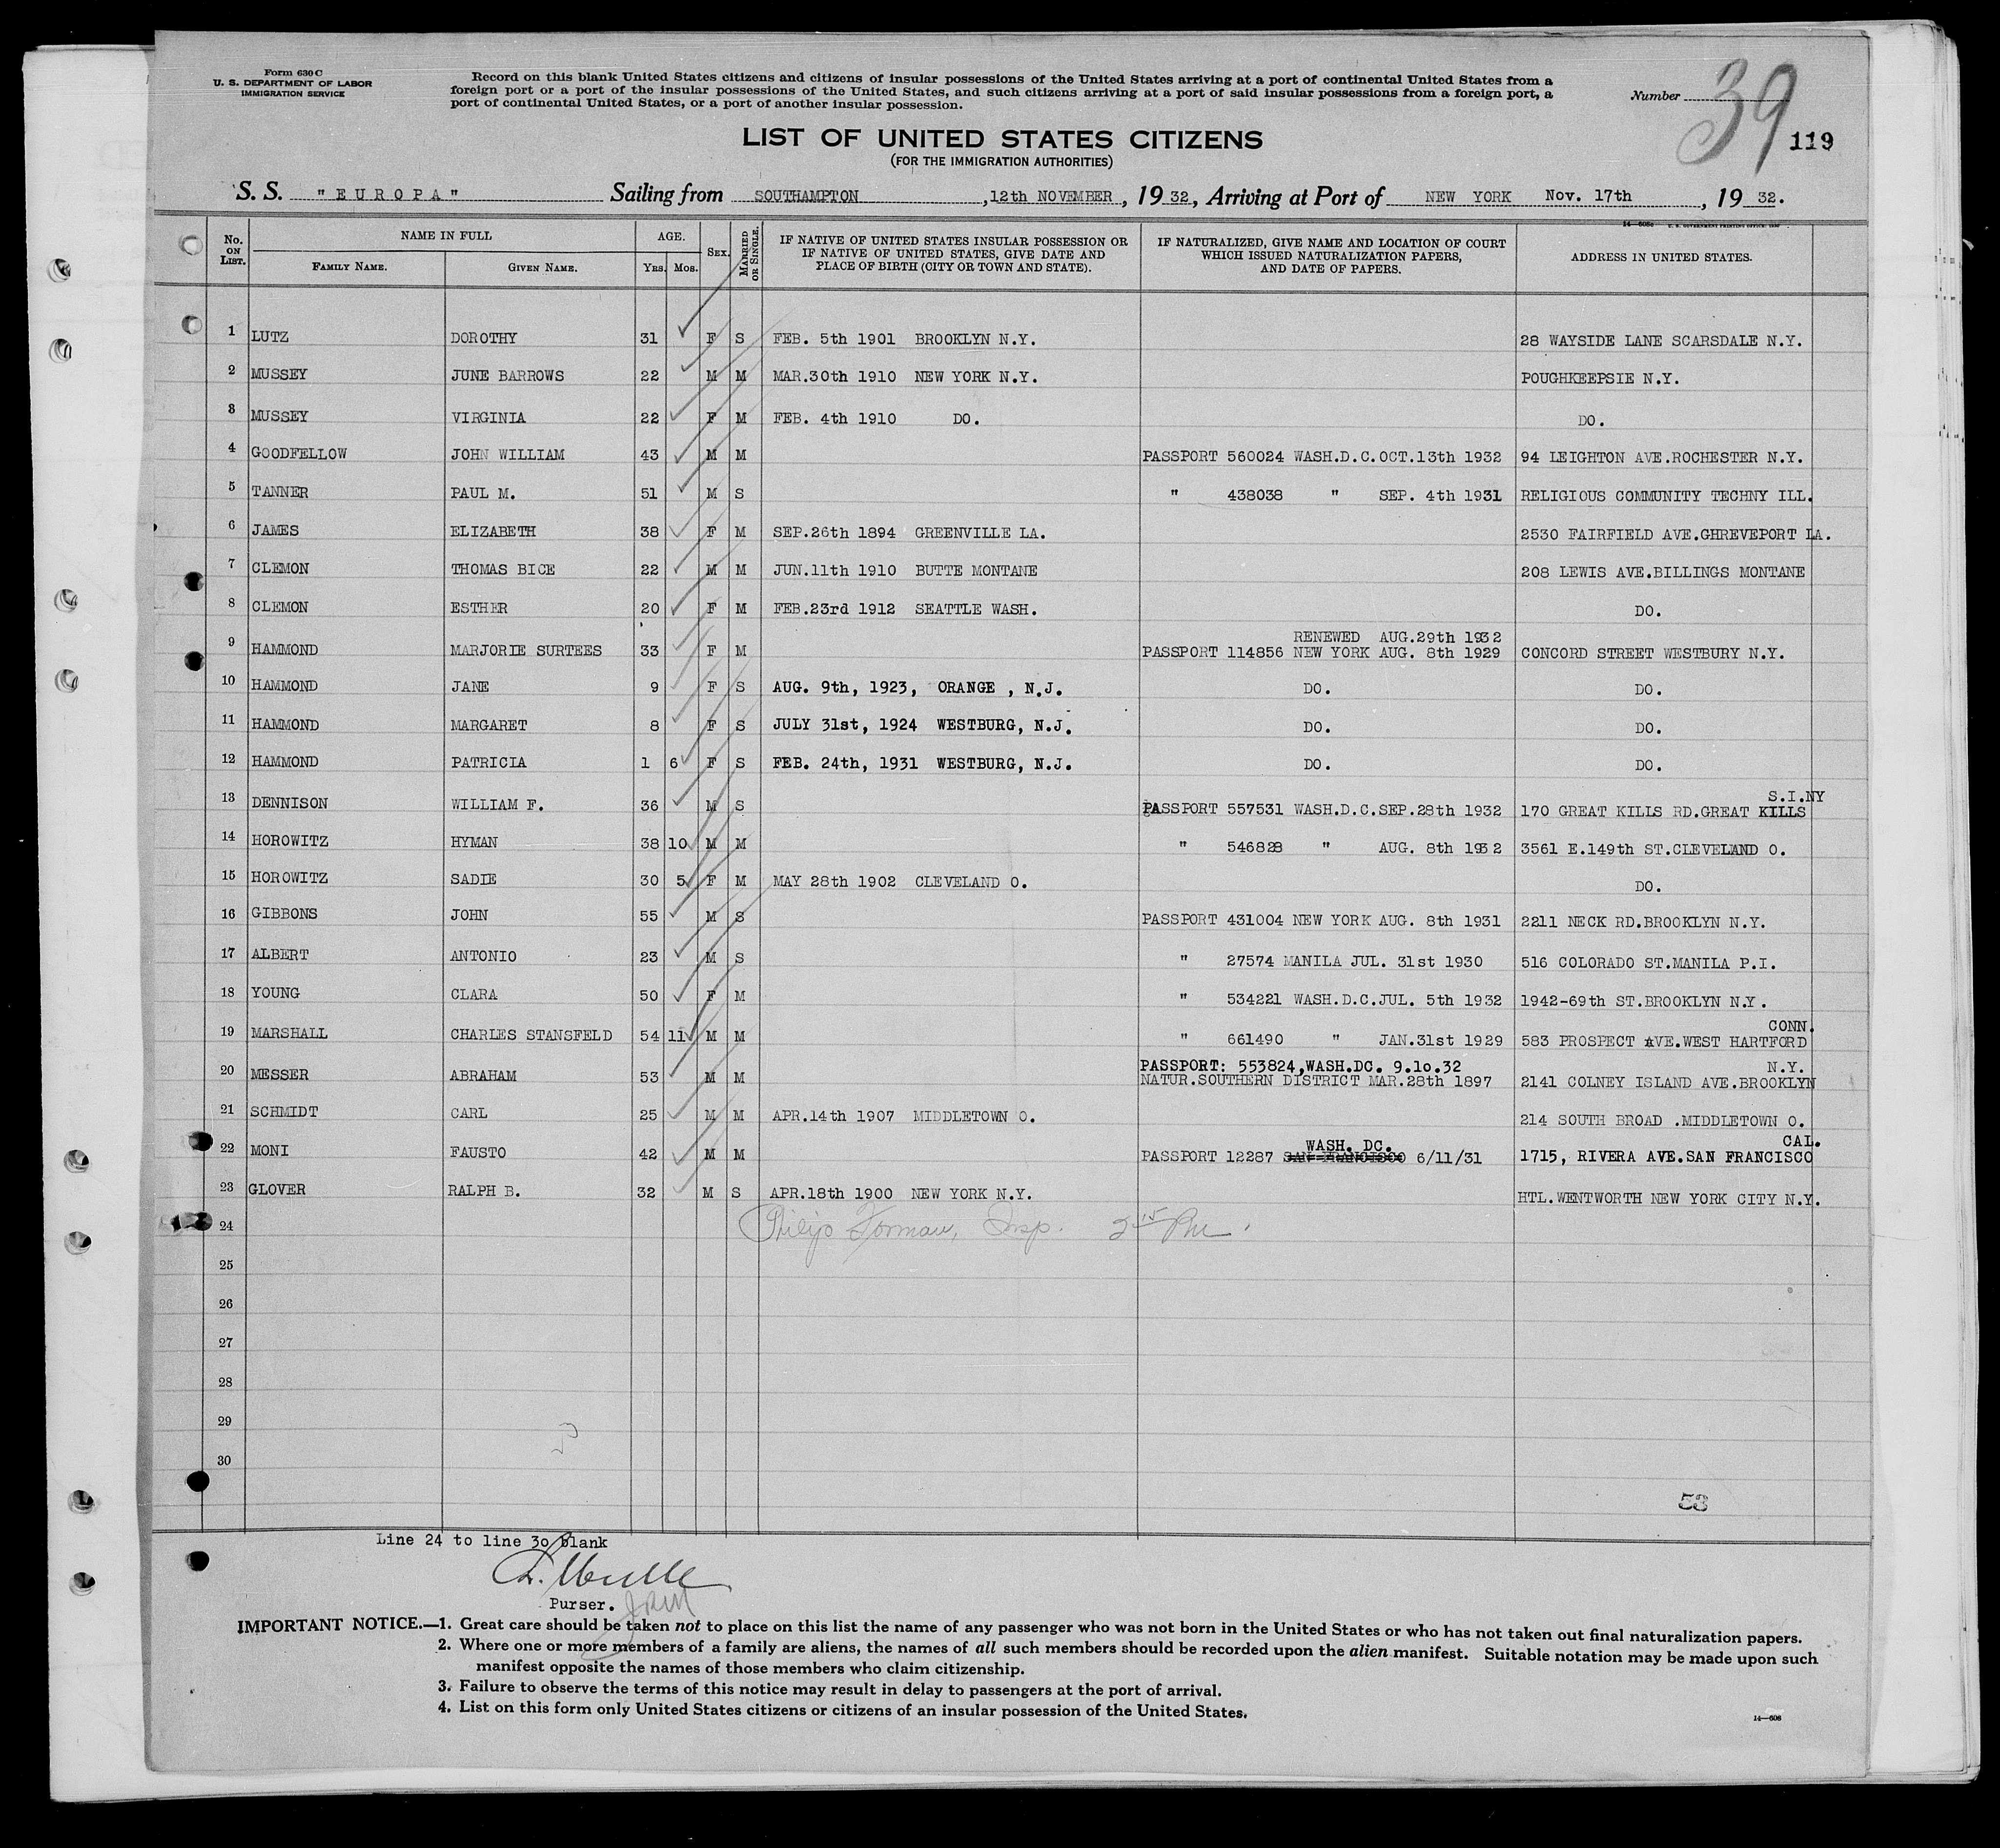 Form 630 C
U. S. DEPARTMENT OF LABOR
IMMIGRATION SERVICE
Record on this blank United States citizens and citizens of insular possessions of the United States arriving at a port of continental United States from a
foreign port or a port of the insular possessions of the United States, and such citizens arriving at a port of said insular possessions from a foreign port, a
port of continental United States, or a port of another insular possession.
Number 39
119
LIST OF UNITED STATES CITIZENS
(FOR THE IMMIGRATION AUTHORITIES)
S. S. " E U R O P A " Sailing from SOUTHAMPTON , 12th NOVEMBER , 19 32, Arriving at Port of NEW YORK Nov. 17th , 19 32.
No. ON LIST. NAME IN FULL FAMILY NAME. GIVEN NAME. AGE. YRS. MOS. SEX. MARRIED OR SINGLE. IF NATIVE OF UNITED STATES INSULAR POSSESSION OR IF NATIVE OF UNITED STATES, GIVE DATE AND PLACE OF BIRTH (CITY OR TOWN AND STATE). IF NATURALIZED, GIVE NAME AND LOCATION OF COURT WHICH ISSUED NATURALIZATION PAPERS, AND DATE OF PAPERS. ADDRESS IN UNITED STATES.
1 LUTZ DOROTHY 31 F S FEB. 5th 1901 BROOKLYN N.Y. 28 WAYSIDE LANE SCARSDALE N.Y.
2 MUSSEY JUNE BARROWS 22 M M MAR.30th 1910 NEW YORK N.Y. POUGHKEEPSIE N.Y.
3 MUSSEY VIRGINIA 22 F M FEB. 4th 1910 DO. DO.
4 GOODFELLOW JOHN WILLIAM 43 M M PASSPORT 560024 WASH.D.C.OCT.13th 1932 94 LEIGHTON AVE.ROCHESTER N.Y.
5 TANNER PAUL M. 51 M S " 438038 " SEP. 4th 1931 RELIGIOUS COMMUNITY TECHNY ILL.
6 JAMES ELIZABETH 38 F M SEP.26th 1894 GREENVILLE LA. 2530 FAIRFIELD AVE.GHREVEPORT LA.
7 CLEMON THOMAS BICE 22 M M JUN.11th 1910 BUTTE MONTANE 208 LEWIS AVE.BILLINGS MONTANE
8 CLEMON ESTHER 20 F M FEB.23rd 1912 SEATTLE WASH. DO.
RENEWED AUG.29th 1932
9 HAMMOND MARJORIE SURTEES 33 F M PASSPORT 114856 NEW YORK AUG. 8th 1929 CONCORD STREET WESTBURY N.Y.
10 HAMMOND JANE 9 F S AUG. 9th, 1923, ORANGE , N.J. DO. DO.
11 HAMMOND MARGARET 8 F S JULY 31st, 1924 WESTBURG, N.J. DO. DO.
12 HAMMOND PATRICIA 1 6 F S FEB. 24th, 1931 WESTBURG, N.J. DO. DO.
S.I.NY
13 DENNISON WILLIAM F. 36 M S PASSPORT 557531 WASH.D.C.SEP.28th 1932 170 GREAT KILLS RD.GREAT KILLS
14 HOROWITZ HYMAN 38 10 M M " 546828 " AUG. 8th 1932 3561 E.149th ST.CLEVELAND O.
15 HOROWITZ SADIE 30 5 F M MAY 28th 1902 CLEVELAND O. DO.
16 GIBBONS JOHN 55 M S PASSPORT 431004 NEW YORK AUG. 8th 1931 2211 NECK RD.BROOKLYN N.Y.
17 ALBERT ANTONIO 23 M S " 27574 MANILA JUL. 31st 1930 516 COLORADO ST.MANILA P.I.
18 YOUNG CLARA 50 F M " 534221 WASH.D.C.JUL. 5th 1932 1942-69th ST.BROOKLYN N.Y.
CONN.
19 MARSHALL CHARLES STANSFELD 54 11 M M " 661490 " JAN.31st 1929 583 PROSPECT AVE.WEST HARTFORD
PASSPORT: 553824,WASH.DC. 9.10.32 N.Y.
20 MESSER ABRAHAM 53 M M NATUR.SOUTHERN DISTRICT MAR.28th 1897 2141 COLNEY ISLAND AVE.BROOKLYN
21 SCHMIDT CARL 25 M M APR.14th 1907 MIDDLETOWN O. 214 SOUTH BROAD .MIDDLETOWN O.
WASH. DC. CAL.
22 MONI FAUSTO 42 M M PASSPORT 12287 SAN FRANCISCO 6/11/31 1715, RIVERA AVE.SAN FRANCISCO
23 GLOVER RALPH B. 32 M S APR.18th 1900 NEW YORK N.Y. HTL.WENTWORTH NEW YORK CITY N.Y.
24 Philip Forman, Insp. 2 15 Pm.
25
26
27
28
29
30
53
Line 24 to line 30 blank
Purser.
IMPORTANT NOTICE.—1. Great care should be taken not to place on this list the name of any passenger who was not born in the United States or who has not taken out final naturalization papers.
2. Where one or more members of a family are aliens, the names of all such members should be recorded upon the alien manifest. Suitable notation may be made upon such
manifest opposite the names of those members who claim citizenship.
3. Failure to observe the terms of this notice may result in delay to passengers at the port of arrival.
4. List on this form only United States citizens or citizens of an insular possession of the United States.
14—608